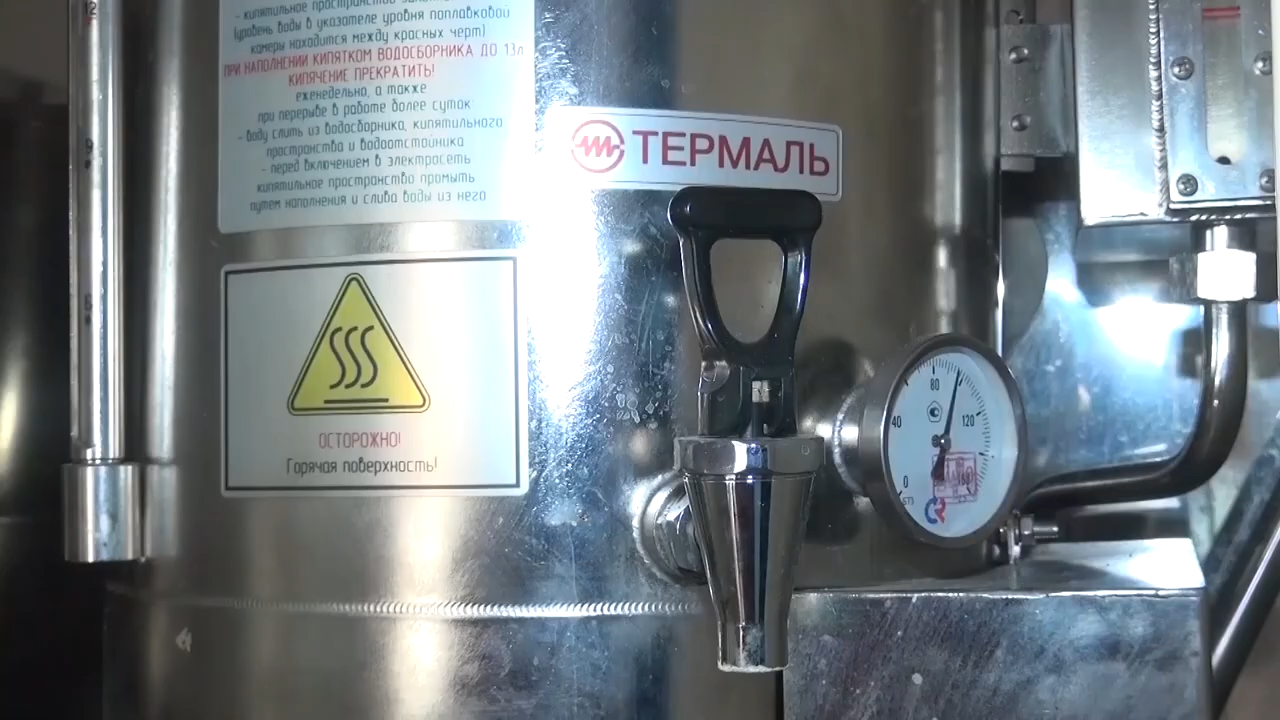 12
- кипятильное пространство
(уровень воды в указателе уровня поплавковой
камеры находится между красных черт)
ПРИ НАПОЛНЕНИИ КИПЯТКОМ ВОДОСБОРНИКА ДО 13л
КИПЯЧЕНИЕ ПРЕКРАТИТЬ!
еженедельно, а также
при перерыве в работе более суток:
- воду слить из водосборника, кипятильного
пространства и водоотстойника
- перед включением в электросеть
кипятильное пространство промыть
путем наполнения и слива воды из него
ТЕРМАЛЬ
ОСТОРОЖНО!
Горячая поверхность!
80
40
120
0